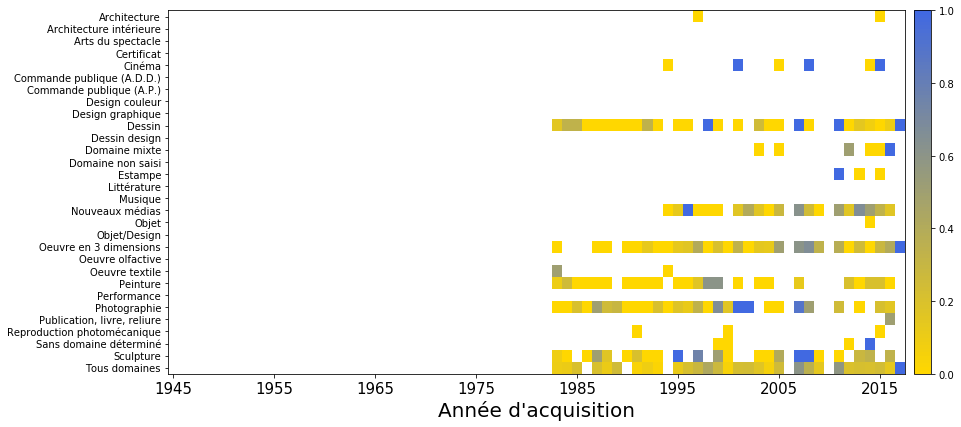 Architecture
Architecture intérieure
Arts du spectacle
Certificat
Cinéma
Commande publique (A.D.D.)
Commande publique (A.P.)
Design couleur
Design graphique
Dessin
Dessin design
Domaine mixte
Domaine non saisi
Estampe
Littérature
Musique
Nouveaux médias
Objet
Objet/Design
Oeuvre en 3 dimensions
Oeuvre olfactive
Oeuvre textile
Peinture
Performance
Photographie
Publication, livre, reliure
Reproduction photomécanique
Sans domaine déterminé
Sculpture
Tous domaines
1945 1955 1965 1975 1985 1995 2005 2015
Année d'acquisition
1.0
0.8
0.6
0.4
0.2
0.0